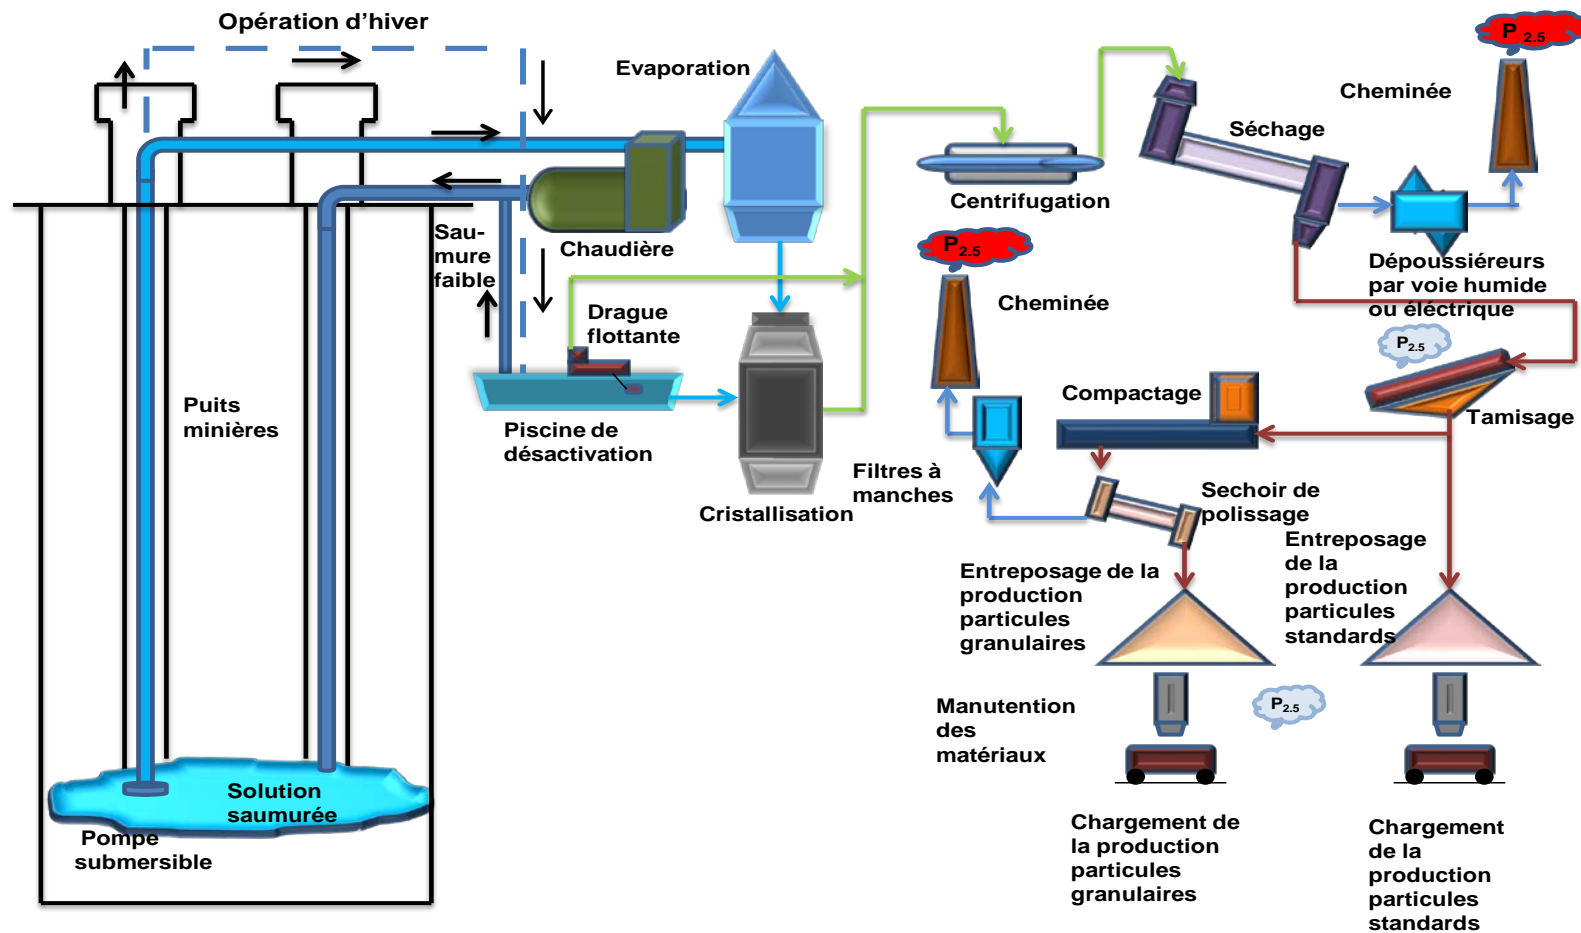 Opération d’hiver
Evaporation
P 2.5
Cheminée
Séchage
Centrifugation
Sau-
mure
faible
Chaudière
P2.5
Cheminée
Dépoussiéreurs
par voie humide
ou éléctrique
Drague
flottante
P2.5
Tamisage
Compactage
Puits
minières
Piscine de
désactivation
Filtres à
manches
Cristallisation
Sechoir de
polissage
Entreposage
de la
production
particules
standards
Entreposage de la
production
particules
granulaires
Manutention
des
matériaux
P2.5
Solution
saumurée
Pompe
submersible
Chargement de
la production
particules
granulaires
Chargement
de la
production
particules
standards